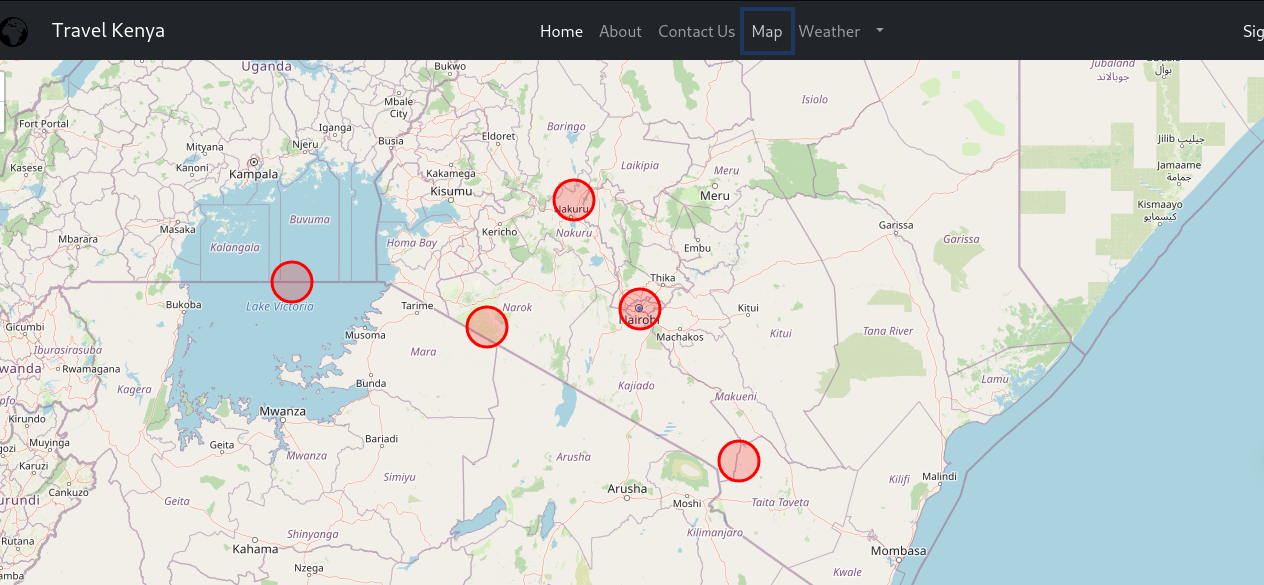 Travel Kenya
Home About Contact Us Map Weather
Sig
Uganda
Bukwo
Jubaland
جوبالاند
بوأل
Isiolo
Mbale
City
Fort Portal
Iganga
Baringo
Eldoret
Busia
Jilib جيليب
Mityana
Njeru
Kasese
Kanoni
Kampala
Kakamega
Laikipia
Meru
Jamaame
جمامة
Kisumu
Meru
Kismaayo
كيسمايو
Nakuru
Buvuma
Masaka
Kericho
Nakuru
Garissa
Mbarara
Kalangala
Homa Bay
Embu
Garissa
Thika
Bukoba
Lake Victoria
Tarime
Narok
Kitui
Nairobi
Gicumbi
Musoma
Machakos
Kitui
Tana River
Iburasirasuba
Mara
Rwamagana
wanda
Kagera
Bunda
Kajiado
Lamu
Makueni
Kirundo
Mwanza
Muyinga
Geita
Bariadi
Mwanza
Arusha
Karuzi
Simiyu
Kilifi
Malindi
Cankuzo
Arusha
urundi
Geita
Moshi
Taita Taveta
Rutana
Shinyanga
Kilimanjaro
Kahama
Mombasa
Nzega
Kwale